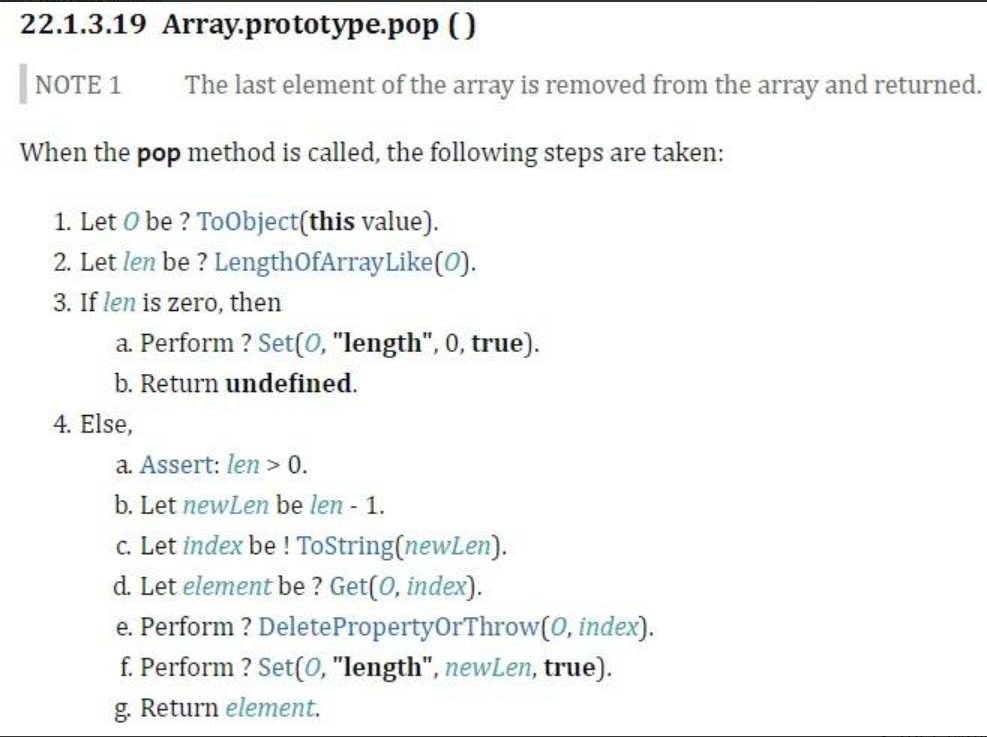 22.1.3.19 Array.prototype.pop ( )
NOTE 1 The last element of the array is removed from the array and returned.
When the pop method is called, the following steps are taken:
1. Let O be ? ToObject(this value).
2. Let len be ? LengthOfArrayLike(O).
3. If len is zero, then
a. Perform ? Set(O, "length", 0, true).
b. Return undefined.
4. Else,
a. Assert: len > 0.
b. Let newLen be len - 1.
c. Let index be ! ToString(newLen).
d. Let element be ? Get(O, index).
e. Perform ? DeletePropertyOrThrow(O, index).
f. Perform ? Set(O, "length", newLen, true).
g. Return element.